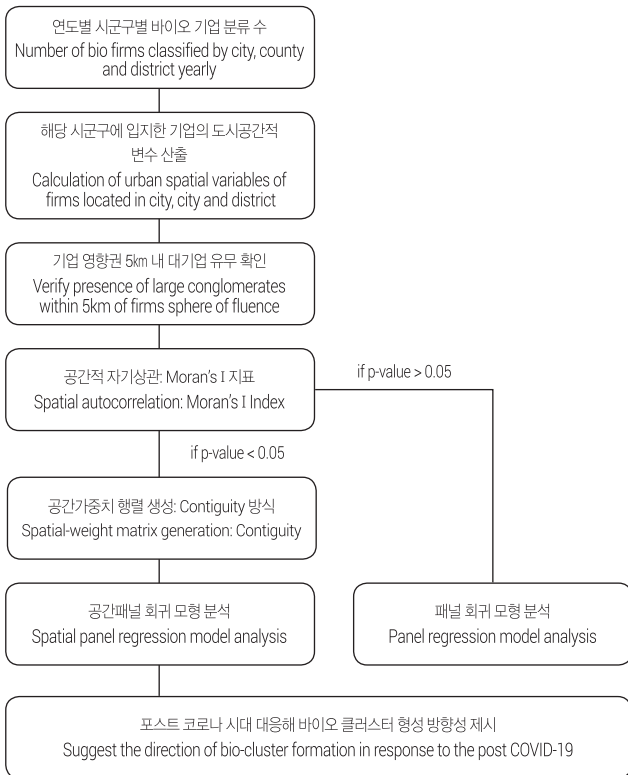 연도별 시군구별 바이오 기업 분류 수
Number of bio firms classified by city, county
and district yearly
해당 시군구에 입지한 기업의 도시공간적
변수 산출
Calculation of urban spatial variables of
firms located in city, city and district
기업 영향권 5km 내 대기업 유무 확인
Verify presence of large conglomerates
within 5km of firms sphere of fluence
공간적 자기상관: Moran's I 지표
Spatial autocorrelation: Moran's I Index
if p-value > 0.05
if p-value < 0.05
공간가중치 행렬 생성: Contiguity 방식
Spatial-weight matrix generation: Contiguity
공간패널 회귀 모형 분석
Spatial panel regression model analysis
패널 회귀 모형 분석
Panel regression model analysis
포스트 코로나 시대 대응해 바이오 클러스터 형성 방향성 제시
Suggest the direction of bio-cluster formation in response to the post COVID-19